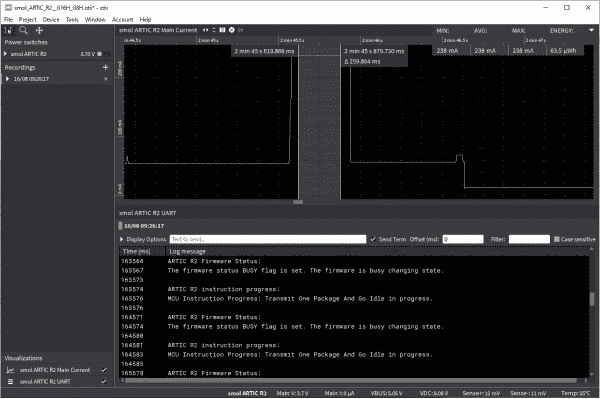 smol_ARTIC_R2__G16H_G8H.otii* - otii
File Project Device Tools Window Account Help
Power switches
smol ARTIC R2 3.70 V
Recordings
16/08 09:26:17
smol ARTIC R2 Main Current
MIN: AVG: MAX: ENERGY:
238 mA 238 mA 238 mA 63.5 µWh
2 min 45 s 2 min 45.5 s 2 min 46 s 2 min 46.5 s 2 min 47 s
2 min 45 s 619.866 ms
2 min 45 s 879.730 ms
Δ 259.864 ms
200 mA
100 mA
0 mA
smol ARTIC R2 UART
16/08 09:26:17
Display Options Text to send... Send Term Offset (ms): 0 Filter: Case sensitive
Time [ms] Log message
163564 ARTIC R2 Firmware Status:
163567 The firmware status BUSY flag is set. The firmware is busy changing state.
163573
163574 ARTIC R2 instruction progress:
163576 MCU Instruction Progress: Transmit One Package And Go Idle in progress.
163576
164571 ARTIC R2 Firmware Status:
164574 The firmware status BUSY flag is set. The firmware is busy changing state.
164580
164581 ARTIC R2 instruction progress:
164583 MCU Instruction Progress: Transmit One Package And Go Idle in progress.
164583
165578 ARTIC R2 Firmware Status:
Visualizations
smol ARTIC R2 Main Current
smol ARTIC R2 UART
smol ARTIC R2 Main V: 3.7 V Main I: 0 µA VBUS: 5.05 V VDC: 8.08 V Sense+: 12 mV Sense-: 11 mV Temp: 25°C